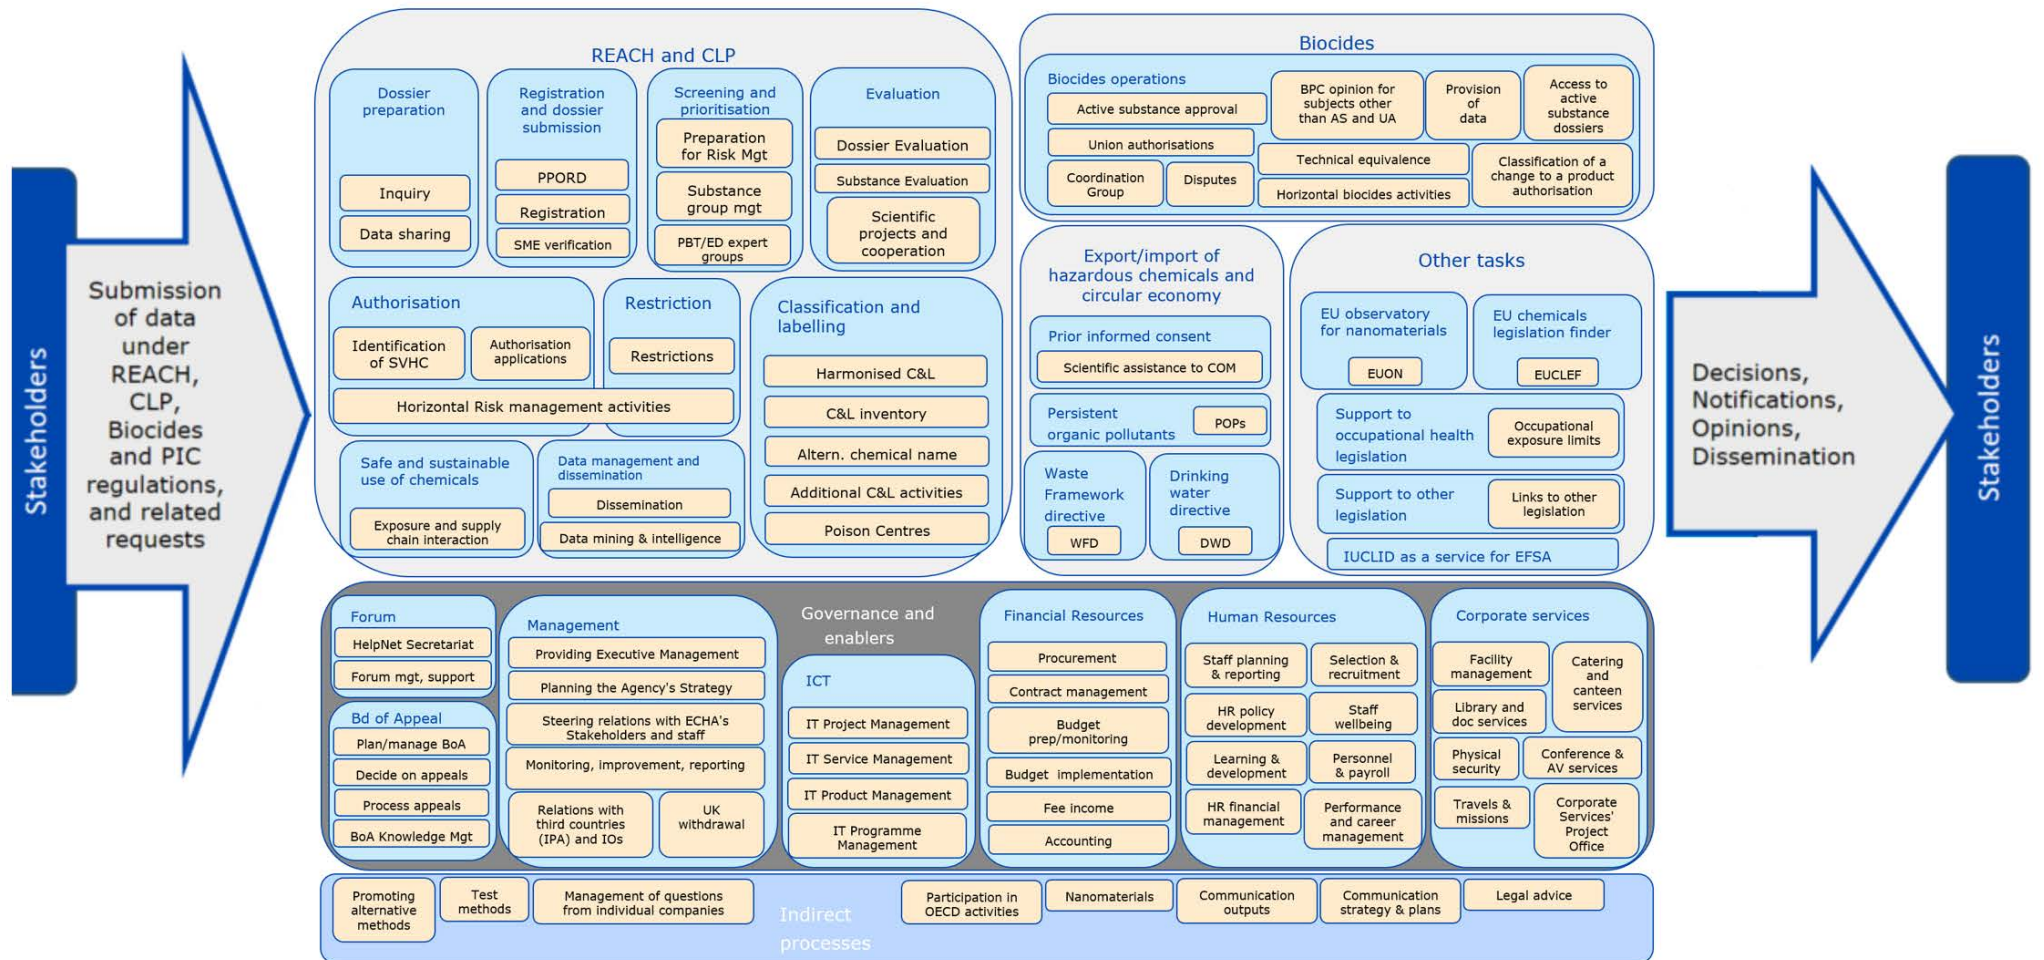 Stakeholders
Submission
of data
under
REACH,
CLP,
Biocides
and PIC
regulations,
and related
requests
REACH and CLP
Dossier
preparation
Inquiry
Data sharing
Registration
and dossier
submission
PPORD
Registration
SME verification
Screening and
prioritisation
Preparation
for Risk Mgt
Substance
group mgt
PBT/ED expert
groups
Evaluation
Dossier Evaluation
Substance Evaluation
Scientific
projects and
cooperation
Authorisation
Identification
of SVHC
Authorisation
applications
Restriction
Restrictions
Horizontal Risk management activities
Classification and
labelling
Harmonised C&L
C&L inventory
Altern. chemical name
Additional C&L activities
Poison Centres
Safe and sustainable
use of chemicals
Exposure and supply
chain interaction
Data management and
dissemination
Dissemination
Data mining & intelligence
Biocides
Biocides operations
Active substance approval
Union authorisations
Coordination
Group
Disputes
BPC opinion for
subjects other
than AS and UA
Provision
of
data
Access to
active
substance
dossiers
Technical equivalence
Horizontal biocides activities
Classification of a
change to a product
authorisation
Export/import of
hazardous chemicals and
circular economy
Prior informed consent
Scientific assistance to COM
Persistent
organic pollutants
POPs
Waste
Framework
directive
WFD
Drinking
water
directive
DWD
Other tasks
EU observatory
for nanomaterials
EUON
EU chemicals
legislation finder
EUCLEF
Support to
occupational health
legislation
Occupational
exposure limits
Support to other
legislation
Links to other
legislation
IUCLID as a service for EFSA
Governance and
enablers
Forum
HelpNet Secretariat
Forum mgt, support
Bd of Appeal
Plan/manage BoA
Decide on appeals
Process appeals
BoA Knowledge Mgt
Management
Providing Executive Management
Planning the Agency's Strategy
Steering relations with ECHA's
Stakeholders and staff
Monitoring, improvement, reporting
Relations with
third countries
(IPA) and IOs
UK
withdrawal
ICT
IT Project Management
IT Service Management
IT Product Management
IT Programme
Management
Financial Resources
Procurement
Contract management
Budget
prep/monitoring
Budget implementation
Fee income
Accounting
Human Resources
Staff planning
& reporting
Selection &
recruitment
HR policy
development
Staff
wellbeing
Learning &
development
Personnel
& payroll
HR financial
management
Performance
and career
management
Corporate services
Facility
management
Catering
and
canteen
services
Library and
doc services
Physical
security
Conference &
AV services
Travels &
missions
Corporate
Services'
Project
Office
Indirect
processes
Promoting
alternative
methods
Test
methods
Management of questions
from individual companies
Participation in
OECD activities
Nanomaterials
Communication
outputs
Communication
strategy & plans
Legal advice
Decisions,
Notifications,
Opinions,
Dissemination
Stakeholders